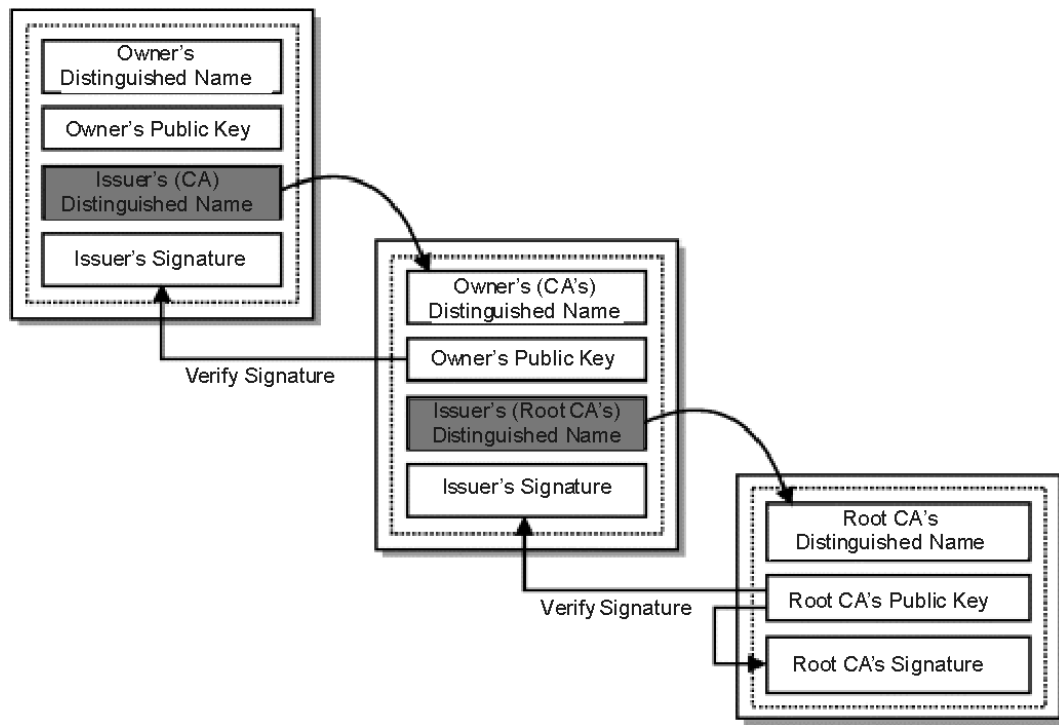 Owner's
Distinguished Name
Owner's Public Key
Issuer's (CA)
Distinguished Name
Issuer's Signature
Owner's (CA's)
Distinguished Name
Owner's Public Key
Verify Signature
Issuer's (Root CA's)
Distinguished Name
Issuer's Signature
Root CA's
Distinguished Name
Root CA's Public Key
Verify Signature
Root CA's Signature